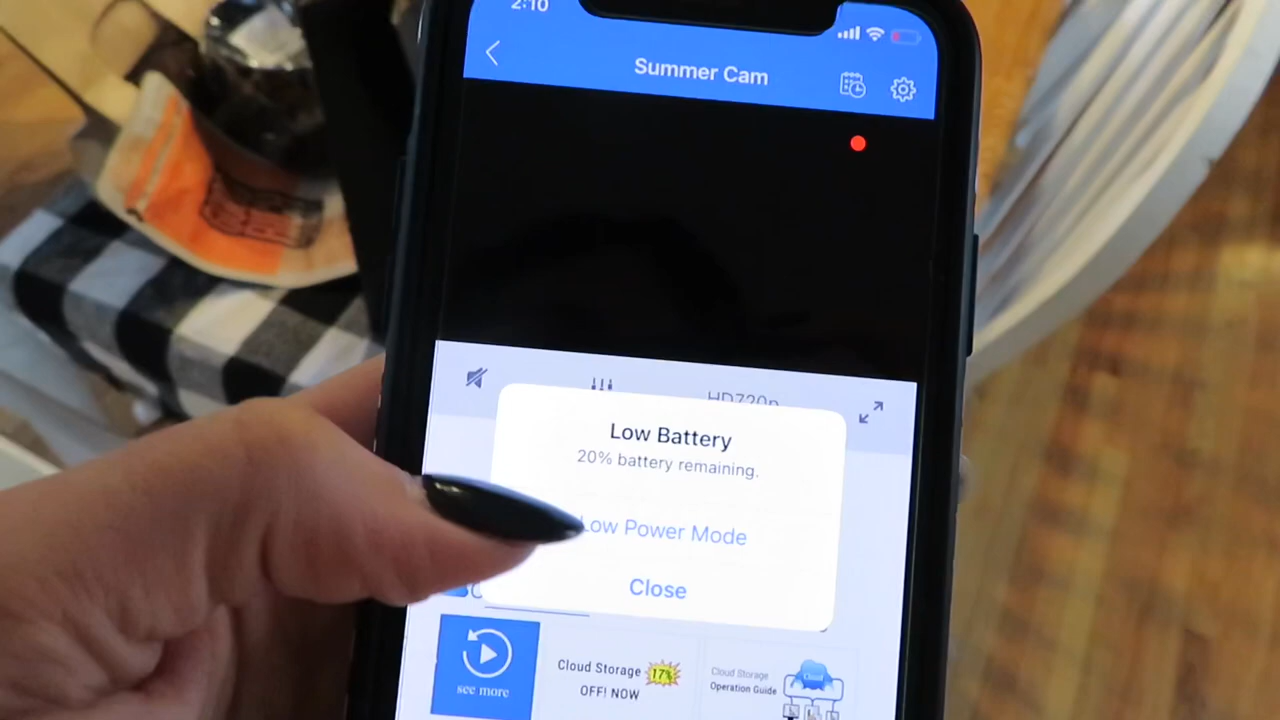 2:10
Summer Cam
HD720p
Low Battery
20% battery remaining.
Low Power Mode
Close
see more
Cloud Storage 17%
OFF! NOW
Cloud Storage
Operation Guide
Cloud